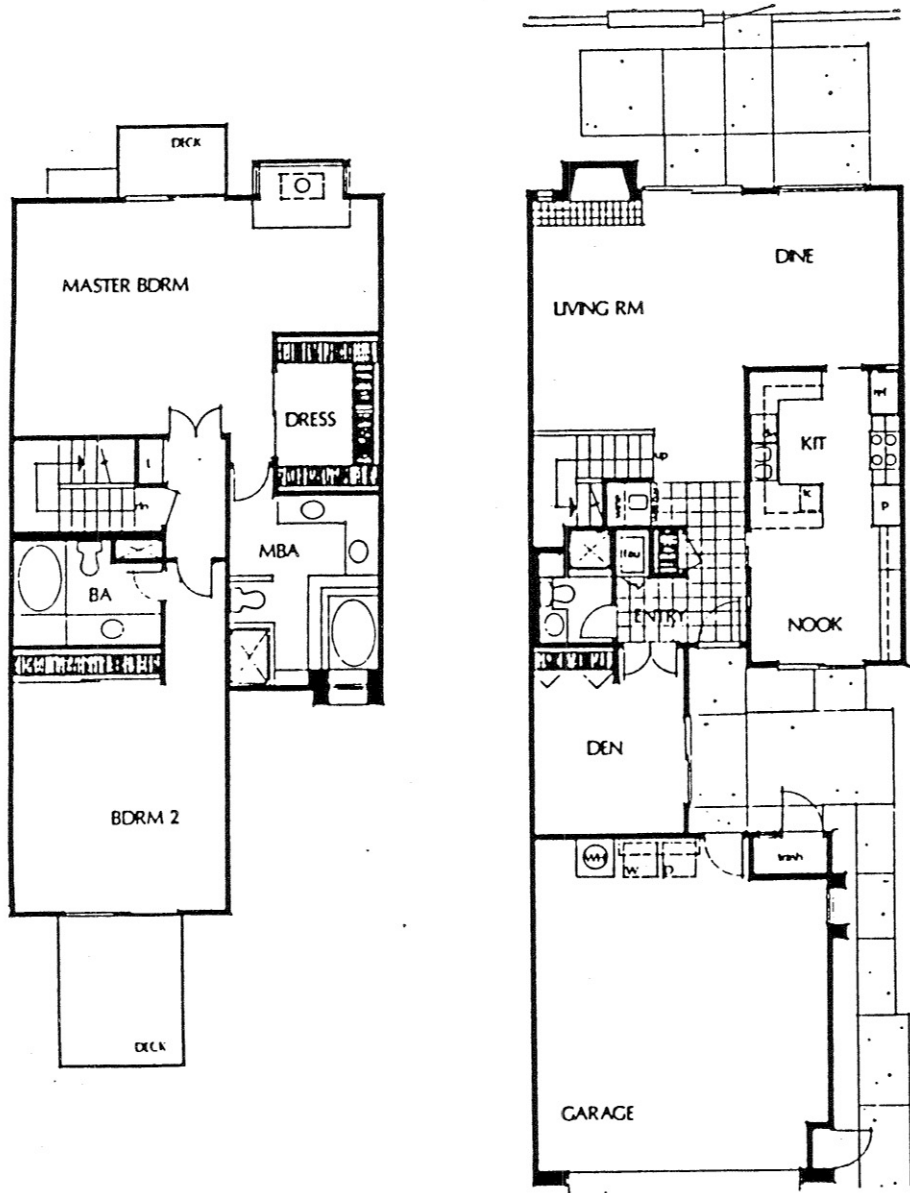 DECK
MASTER BDRM
DRESS
MBA
BA
BDRM 2
DECK
DINE
LIVING RM
KIT
up
P
ENTRY
NOOK
DEN
WH
W
D
trash
GARAGE